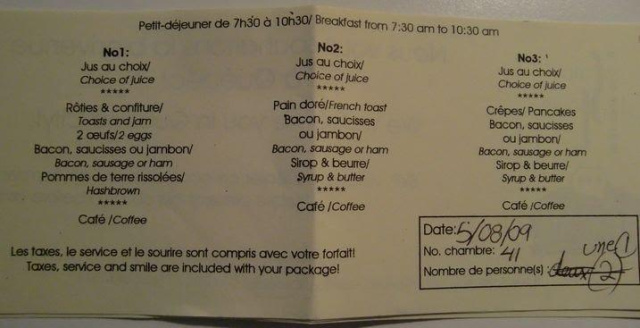 Petit-déjeuner de 7h30 à 10h30/ Breakfast from 7:30 am to 10:30 am
No1:
Jus au choix/
Choice of juice
*****
Rôties & confiture/
Toasts and jam
2 œufs/2 eggs
Bacon, saucisses ou jambon/
Bacon, sausage or ham
Pommes de terre rissolées/
Hashbrown
*****
Café /Coffee
No2:
Jus au choix/
Choice of juice
*****
Pain doré/French toast
Bacon, saucisses
ou jambon/
Bacon, sausage or ham
Sirop & beurre/
Syrup & butter
*****
Café /Coffee
No3:
Jus au choix/
Choice of juice
*****
Crêpes/ Pancakes
Bacon, saucisses
ou jambon/
Bacon, sausage or ham
Sirop & beurre/
Syrup & butter
*****
Café /Coffee
Les taxes, le service et le sourire sont compris avec votre forfait!
Taxes, service and smile are included with your package!
Date: 5/08/09
No. chambre: 41
une 1
Nombre de personne(s) : deux 2